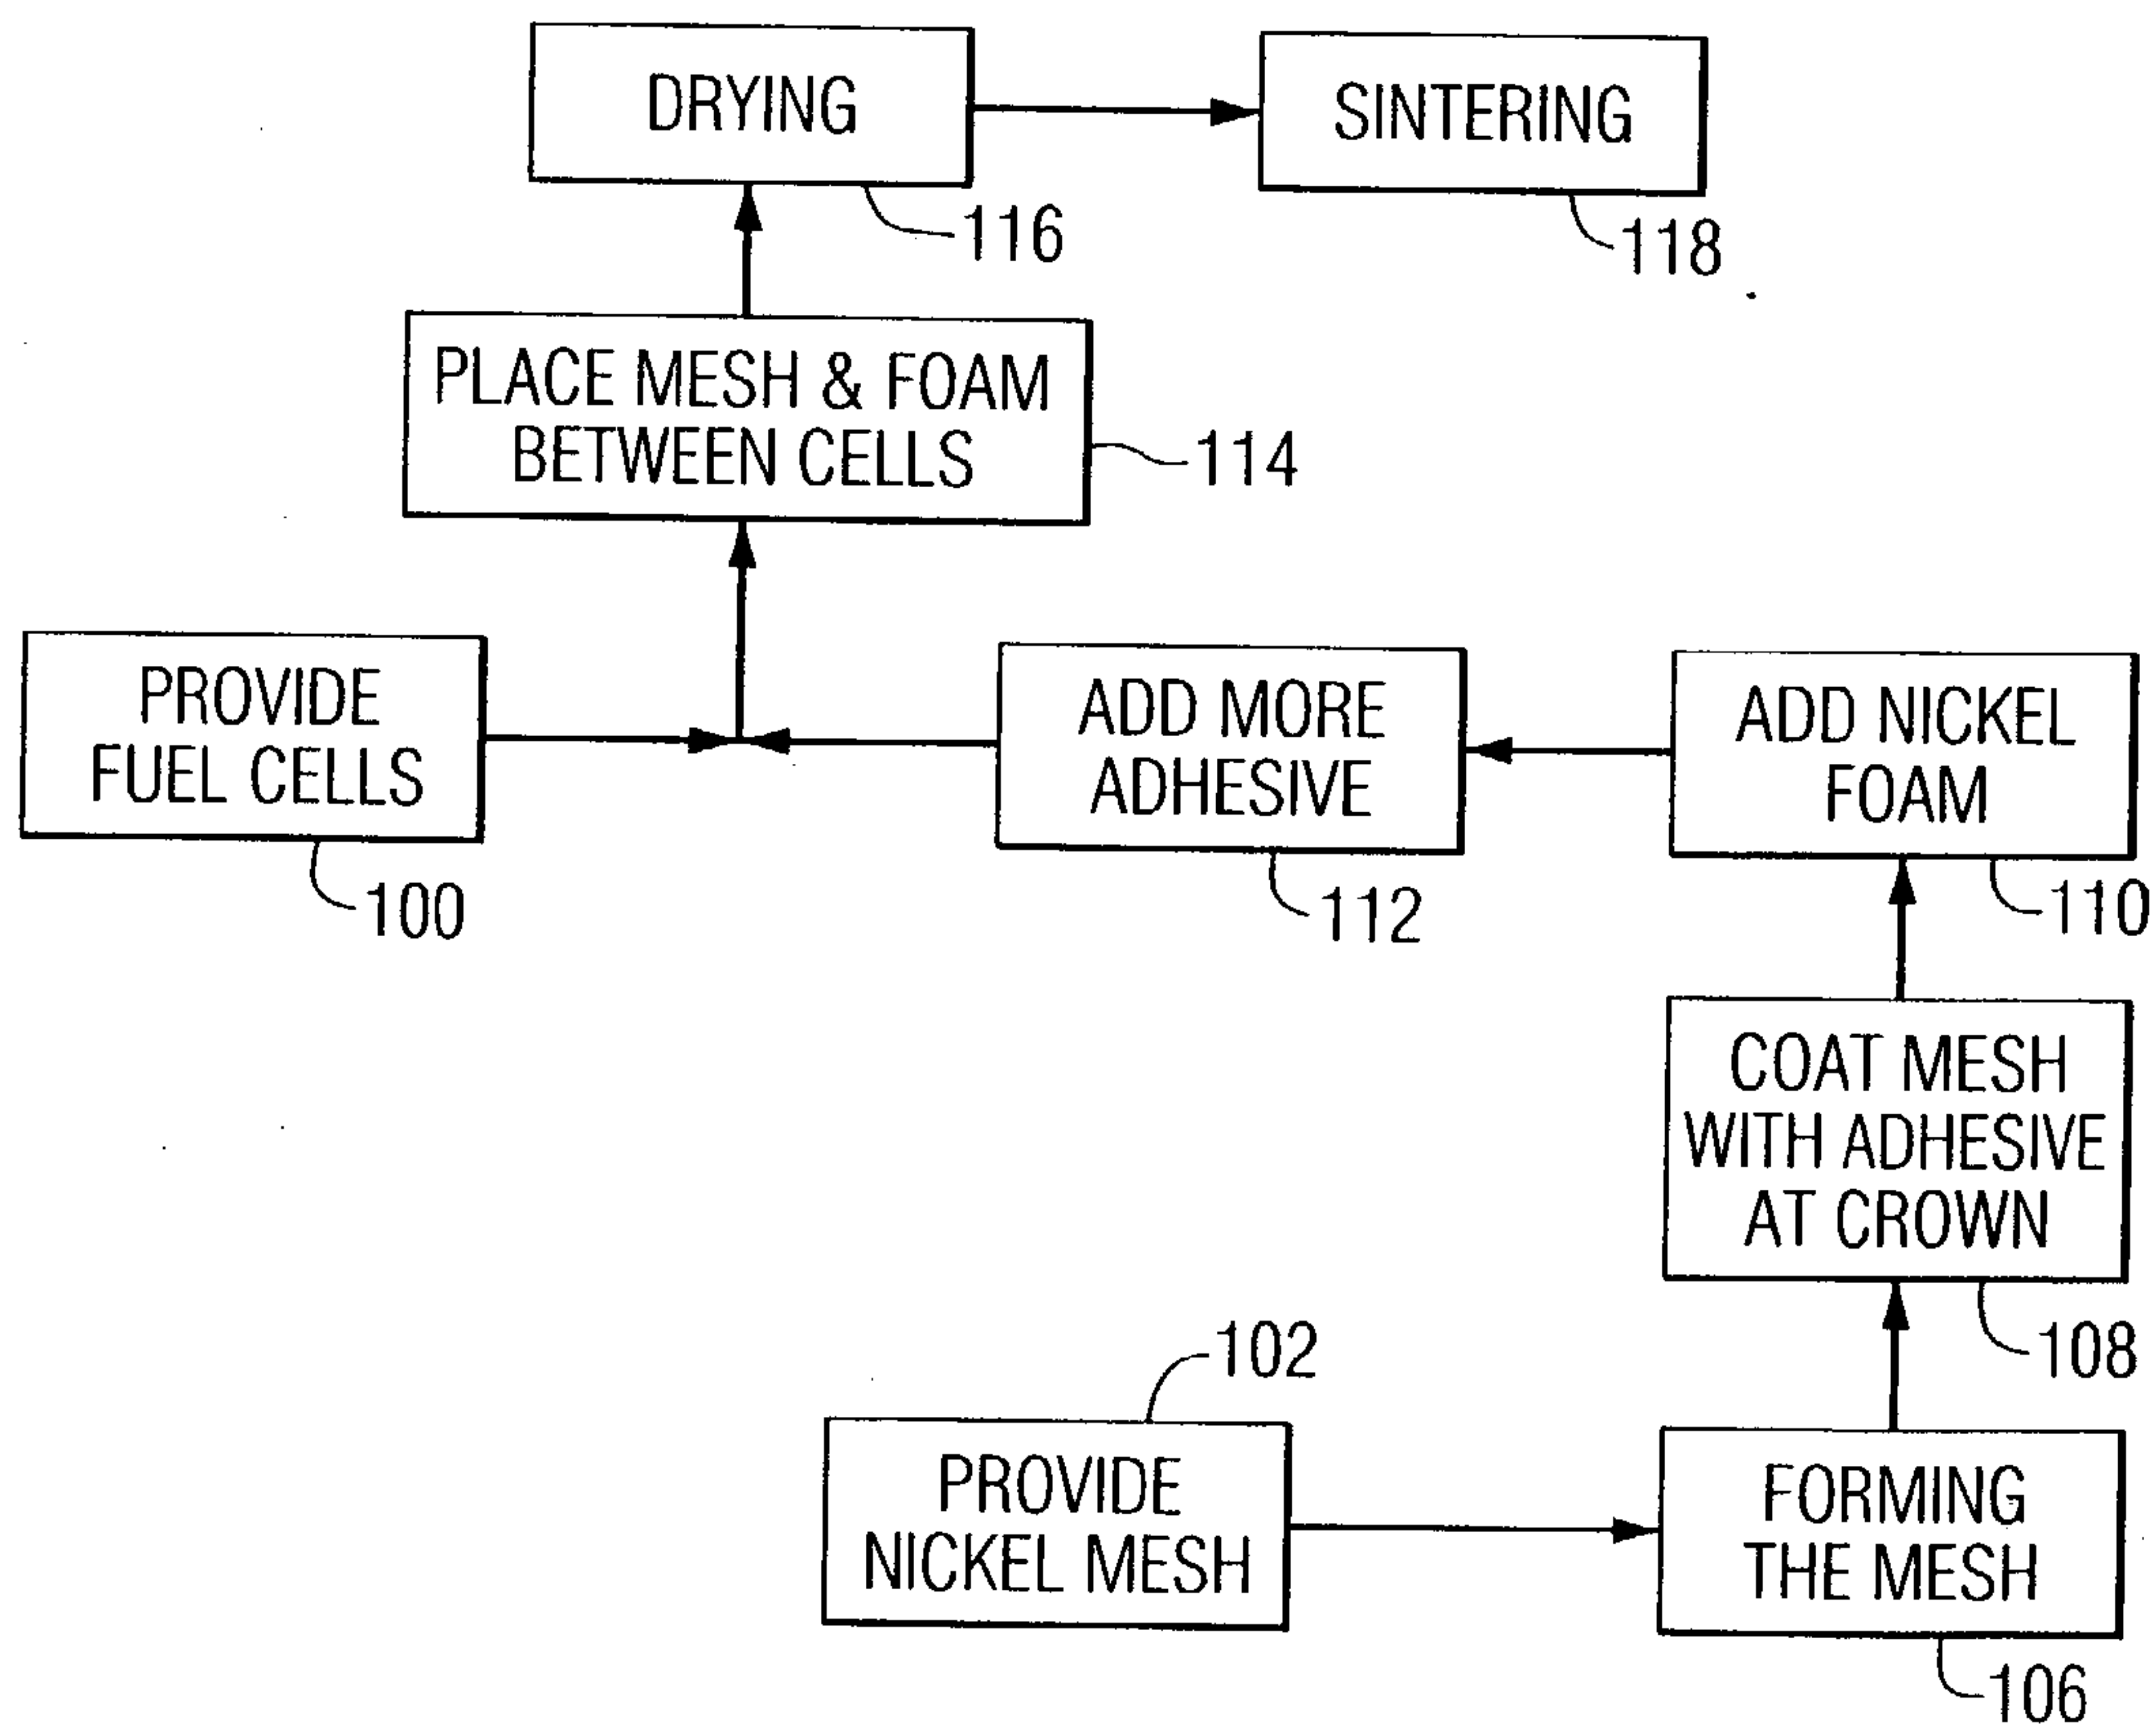 DRYING
SINTERING
116
118
PLACE MESH & FOAM
BETWEEN CELLS
114
PROVIDE
FUEL CELLS
100
ADD MORE
ADHESIVE
112
ADD NICKEL
FOAM
110
COAT MESH
WITH ADHESIVE
AT CROWN
108
102
PROVIDE
NICKEL MESH
FORMING
THE MESH
106